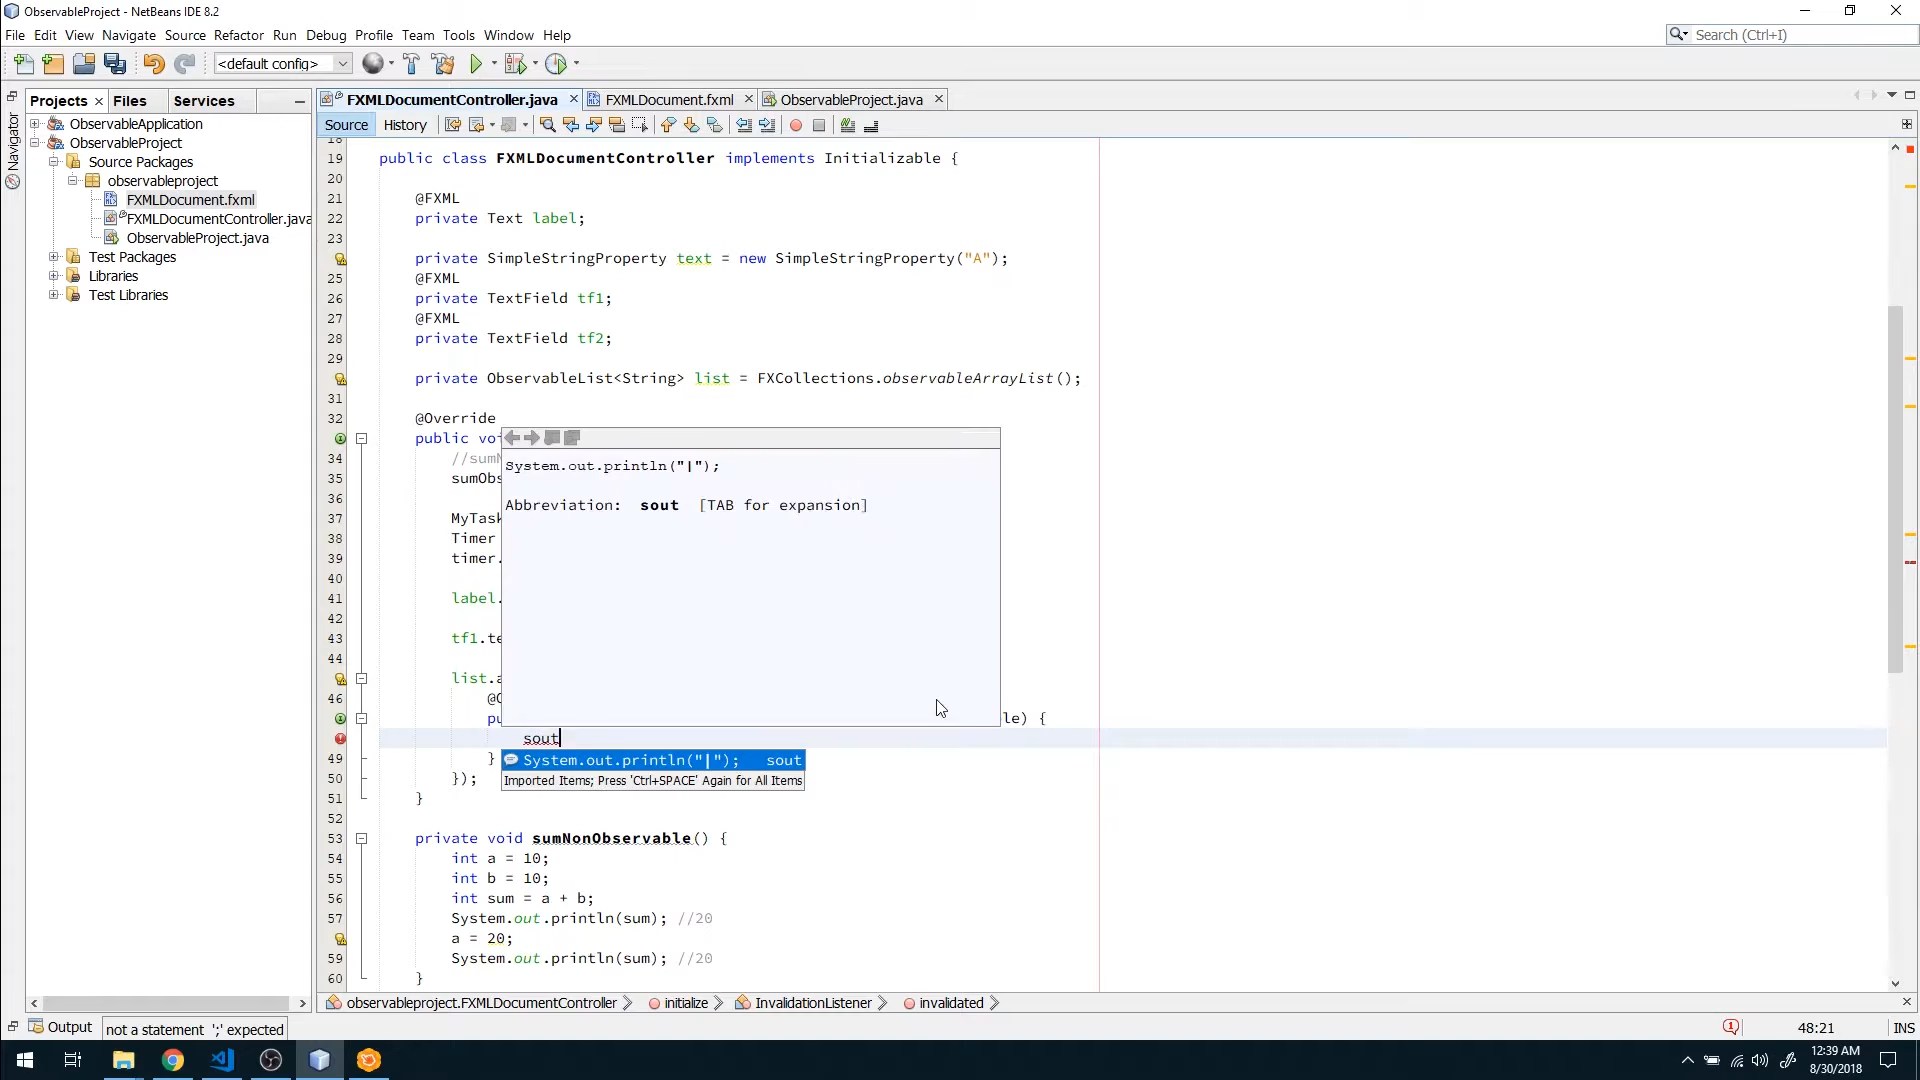 ObservableProject - NetBeans IDE 8.2
File Edit View Navigate Source Refactor Run Debug Profile Team Tools Window Help
Search (Ctrl+I)
<default config>
Projects Files Services
FXMLDocumentController.java FXMLDocument.fxml ObservableProject.java
Source History
Navigator
ObservableApplication
ObservableProject
Source Packages
observableproject
FXMLDocument.fxml
FXMLDocumentController.java
ObservableProject.java
Test Packages
Libraries
Test Libraries
18
19 public class FXMLDocumentController implements Initializable {
20
21 @FXML
22 private Text label;
23
private SimpleStringProperty text = new SimpleStringProperty("A");
25 @FXML
26 private TextField tf1;
27 @FXML
28 private TextField tf2;
29
private ObservableList<String> list = FXCollections.observableArrayList();
31
32 @Override
public voi
34 //sumN
35 sumObs
36
37 MyTask
38 Timer
39 timer.
40
41 label.
42
43 tf1.te
44
list.a
46 @O
pu le) {
sout
49 }
50 });
51 }
52
53 private void sumNonObservable() {
54 int a = 10;
55 int b = 10;
56 int sum = a + b;
57 System.out.println(sum); //20
a = 20;
59 System.out.println(sum); //20
60 }
System.out.println("|");
Abbreviation: sout [TAB for expansion]
System.out.println("|"); sout
Imported Items; Press 'Ctrl+SPACE' Again for All Items
observableproject.FXMLDocumentController initialize InvalidationListener invalidated
Output not a statement ';' expected 1 48:21 INS
12:39 AM
8/30/2018